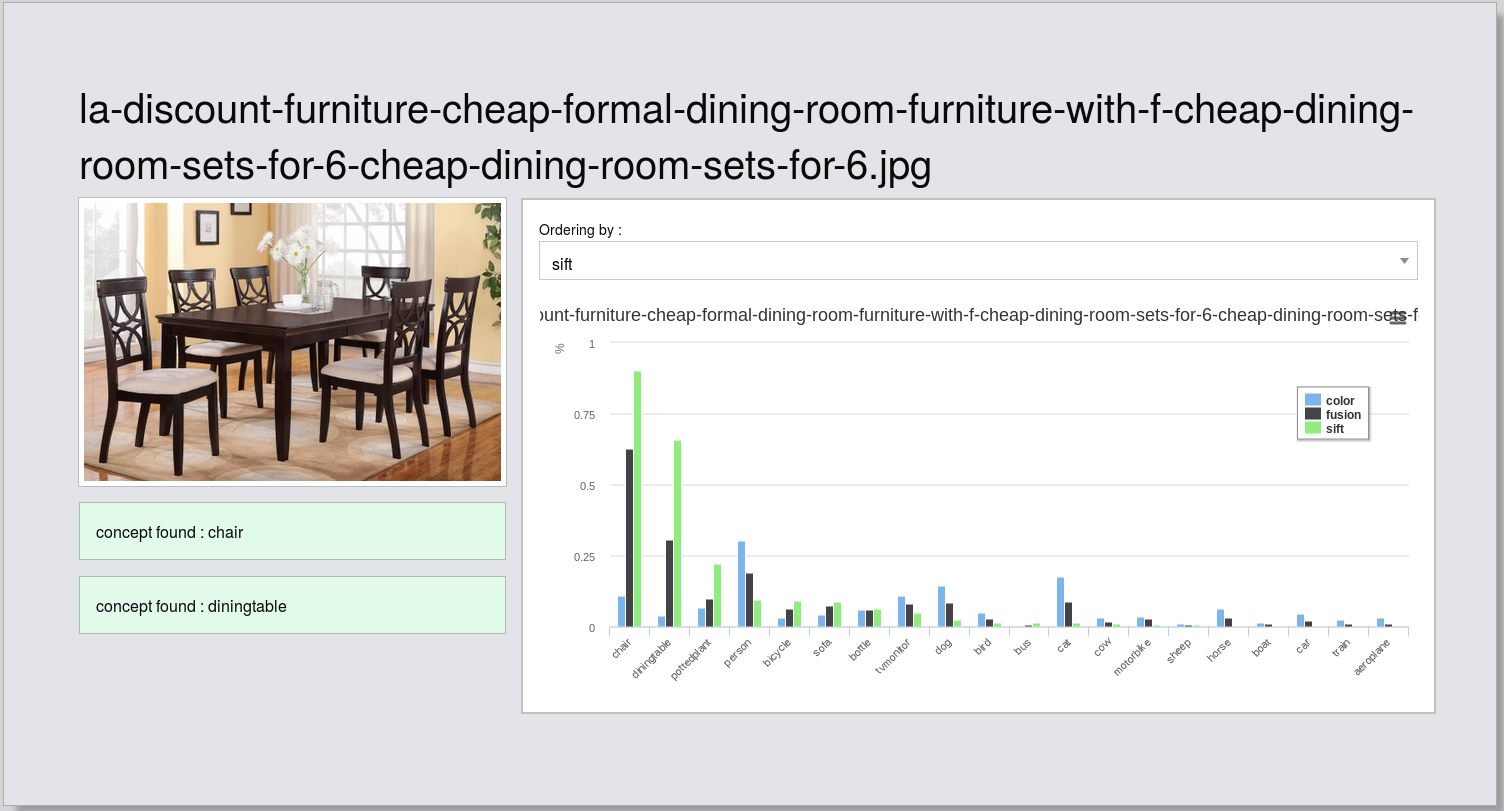 la-discount-furniture-cheap-formal-dining-room-furniture-with-f-cheap-dining-
room-sets-for-6-cheap-dining-room-sets-for-6.jpg
Ordering by :
sift
ount-furniture-cheap-formal-dining-room-furniture-with-f-cheap-dining-room-sets-for-6-cheap-dining-room-sets-f
%
1
0.75
0.5
0.25
0
color
fusion
sift
chair
diningtable
pottedplant
person
bicycle
sofa
bottle
tvmonitor
dog
bird
bus
cat
cow
motorbike
sheep
horse
boat
car
train
aeroplane
concept found : chair
concept found : diningtable